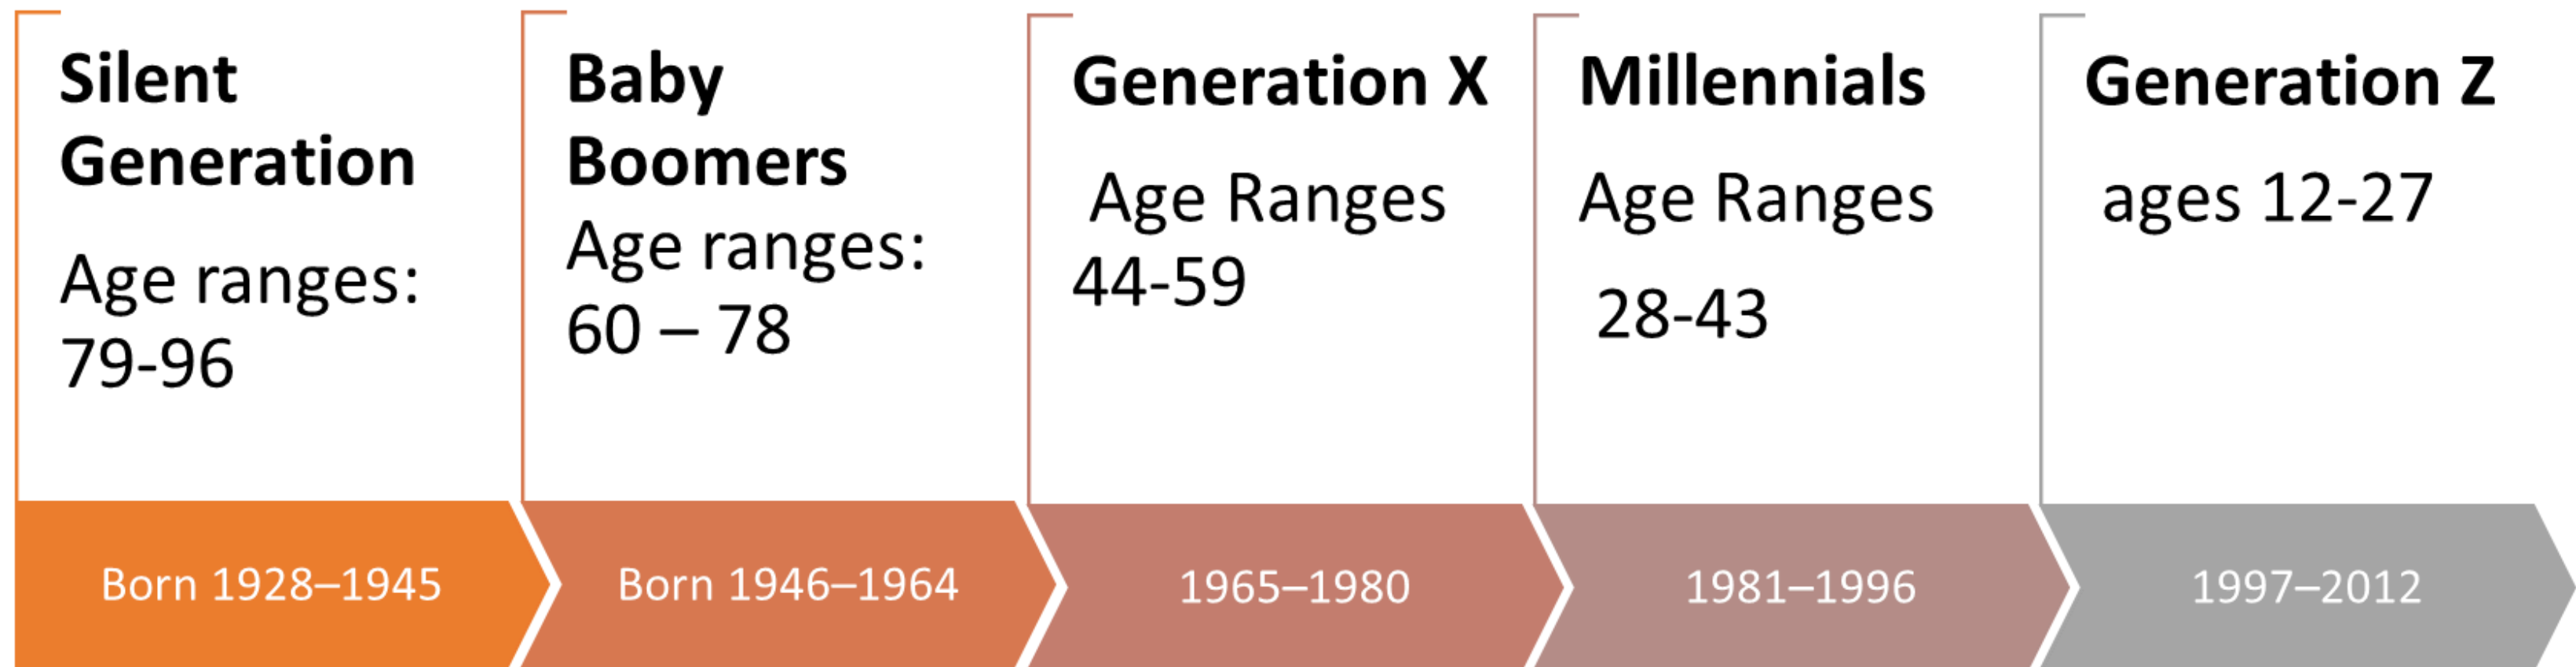 Silent
Generation
Age ranges:
79-96
Born 1928–1945
Baby
Boomers
Age ranges:
60 – 78
Born 1946–1964
Generation X
Age Ranges
44-59
1965–1980
Millennials
Age Ranges
28-43
1981–1996
Generation Z
ages 12-27
1997–2012